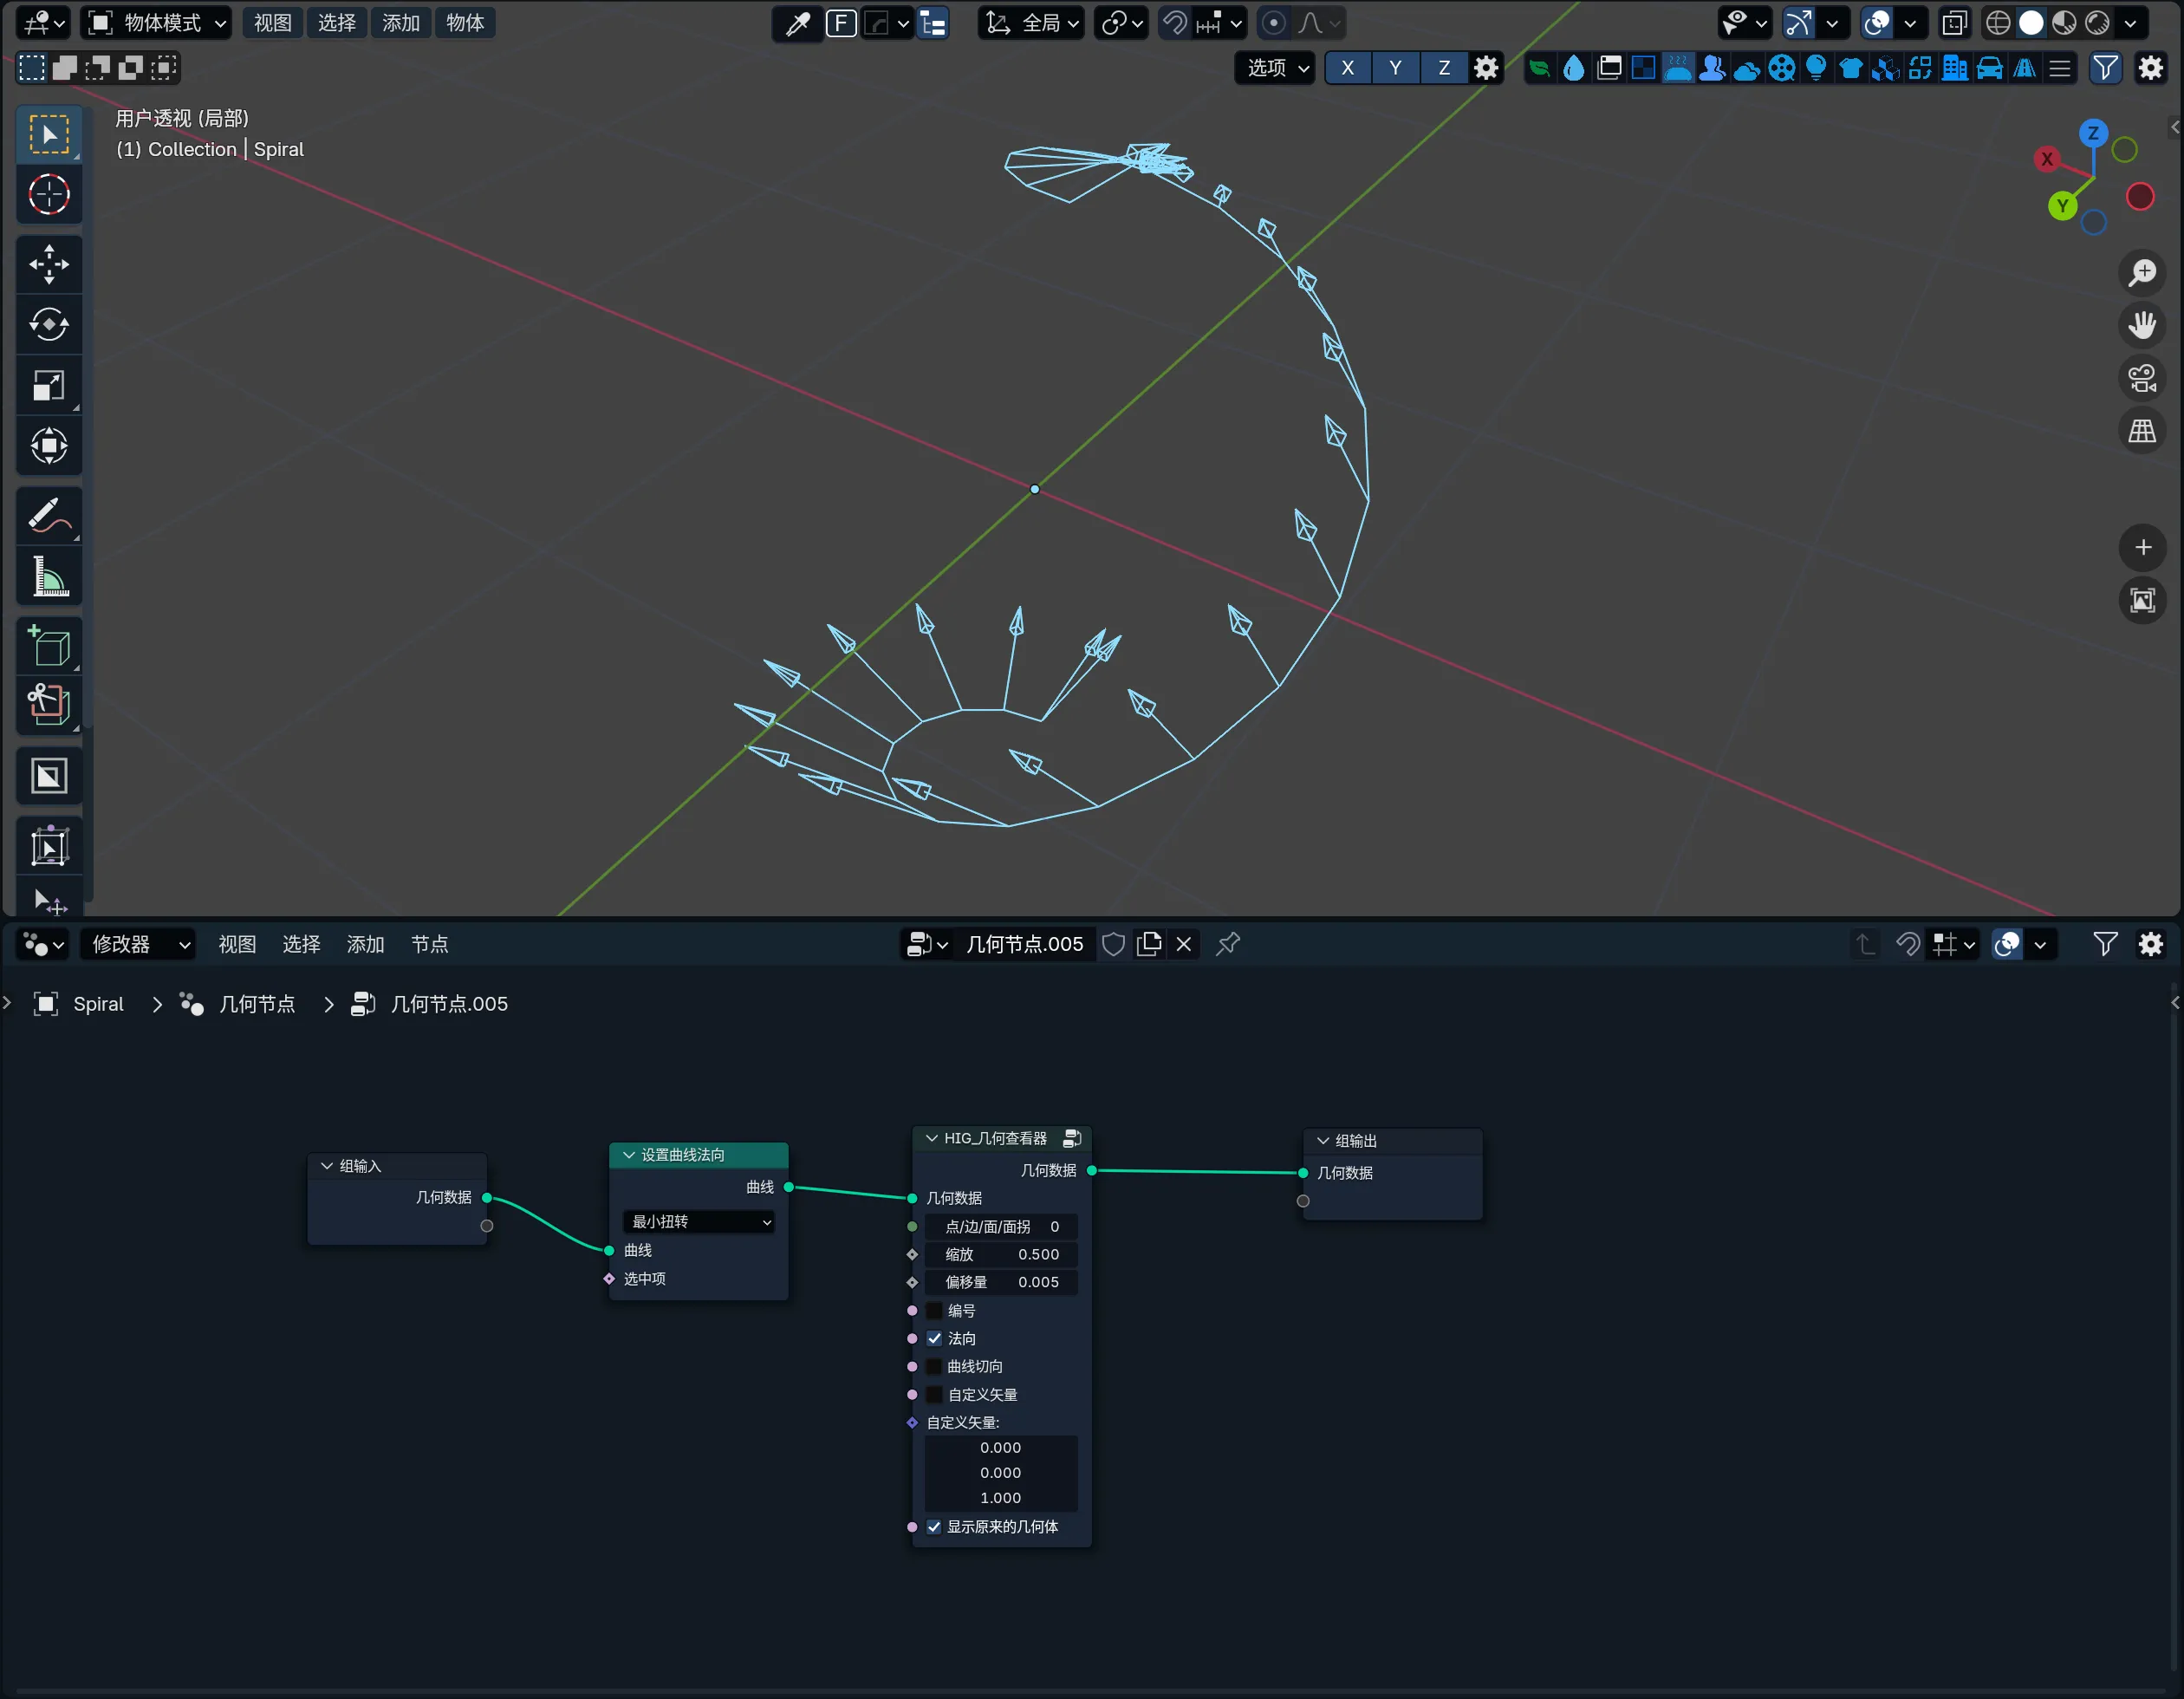 物体模式 视图 选择 添加 物体 F 全局
选项 X Y Z
用户透视 (局部)
(1) Collection | Spiral
Z
X
Y
修改器 视图 选择 添加 节点 几何节点.005
Spiral 几何节点 几何节点.005
组输入
几何数据
设置曲线法向
曲线
最小扭转
曲线
选中项
HIG_几何查看器
几何数据
几何数据
点/边/面/面拐 0
缩放 0.500
偏移量 0.005
编号
法向
曲线切向
自定义矢量
自定义矢量:
0.000
0.000
1.000
显示原来的几何体
组输出
几何数据